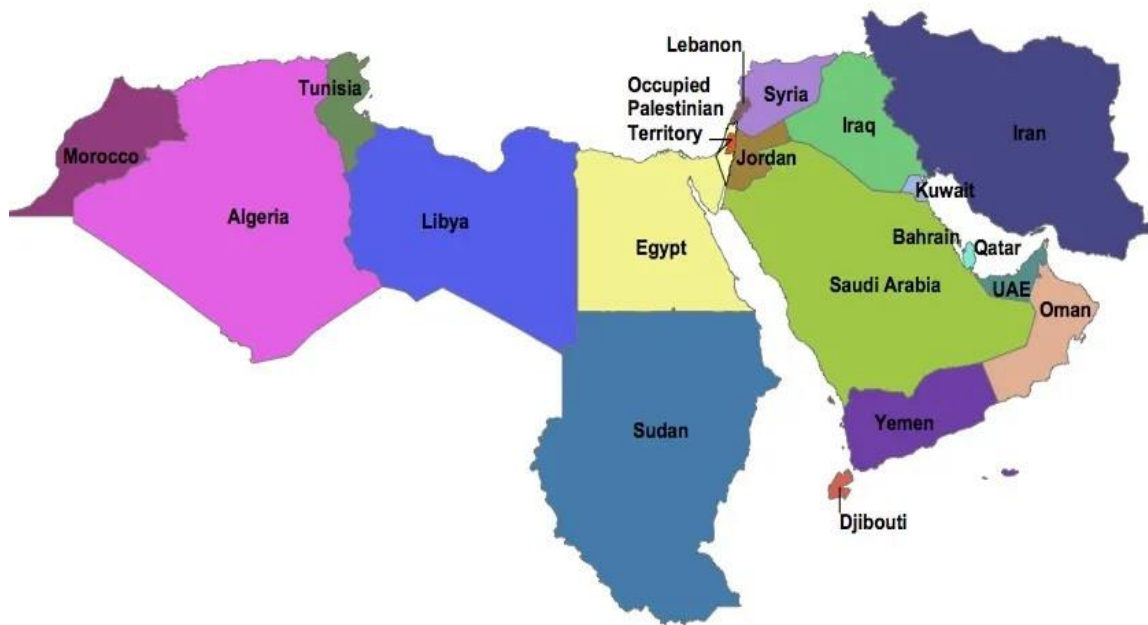 Lebanon
Occupied
Palestinian
Territory
Tunisia
Syria
Morocco
Iraq
Iran
Jordan
Kuwait
Algeria
Libya
Egypt
Bahrain
Qatar
Saudi Arabia
UAE
Oman
Sudan
Yemen
Djibouti